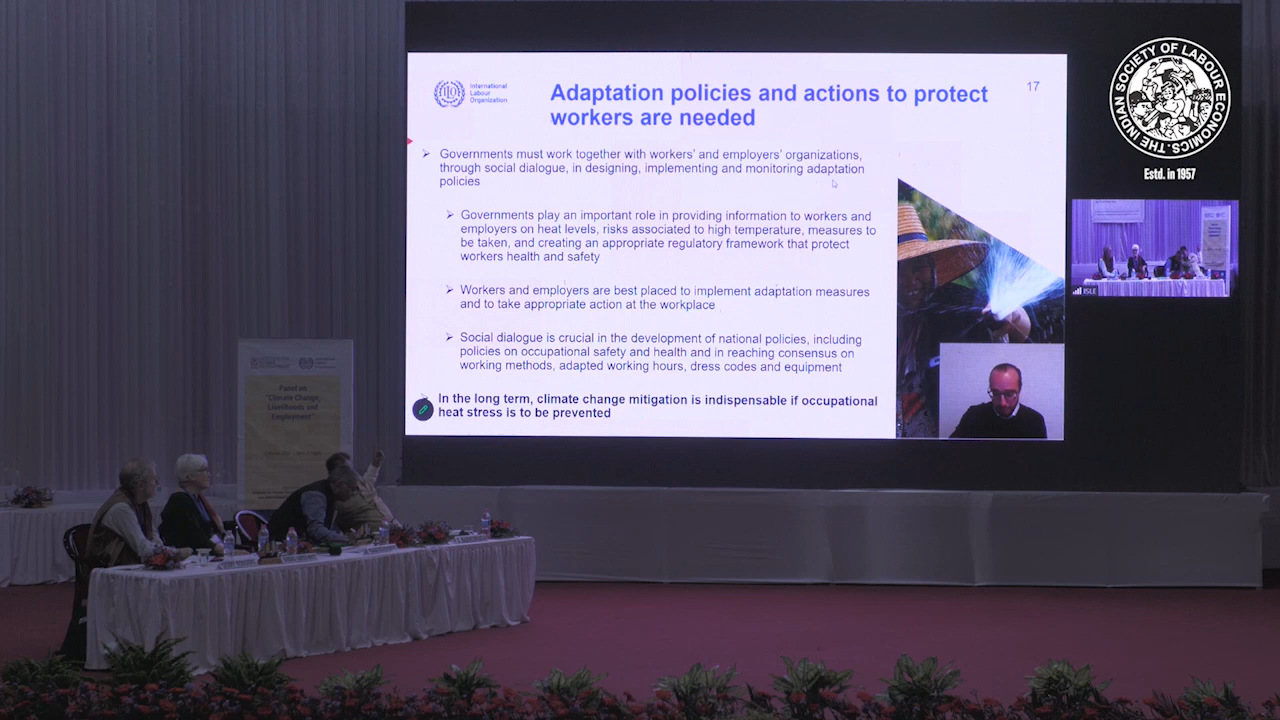 International
Labour
Organization
Adaptation policies and actions to protect
workers are needed
17
Governments must work together with workers' and employers' organizations,
through social dialogue, in designing, implementing and monitoring adaptation
policies
Governments play an important role in providing information to workers and
employers on heat levels, risks associated to high temperature, measures to
be taken, and creating an appropriate regulatory framework that protect
workers health and safety
Workers and employers are best placed to implement adaptation measures
and to take appropriate action at the workplace
Social dialogue is crucial in the development of national policies, including
policies on occupational safety and health and in reaching consensus on
working methods, adapted working hours, dress codes and equipment
In the long term, climate change mitigation is indispensable if occupational
heat stress is to be prevented
THE INDIAN SOCIETY OF LABOUR ECONOMICS.
Estd. in 1957
ISLE
Panel on
"Climate Change,
Livelihoods and
Employment"